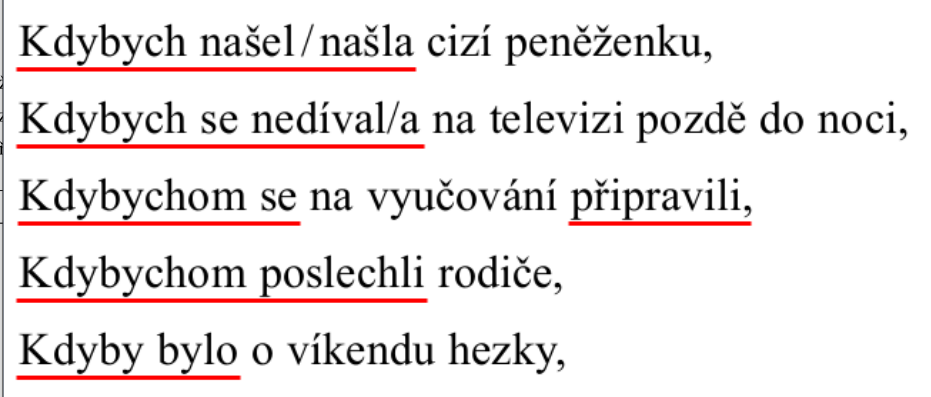 Kdybych našel/našla cizí peněženku,
Kdybych se nedíval/a na televizi pozdě do noci,
Kdybychom se na vyučování připravili,
Kdybychom poslechli rodiče,
Kdyby bylo o víkendu hezky,